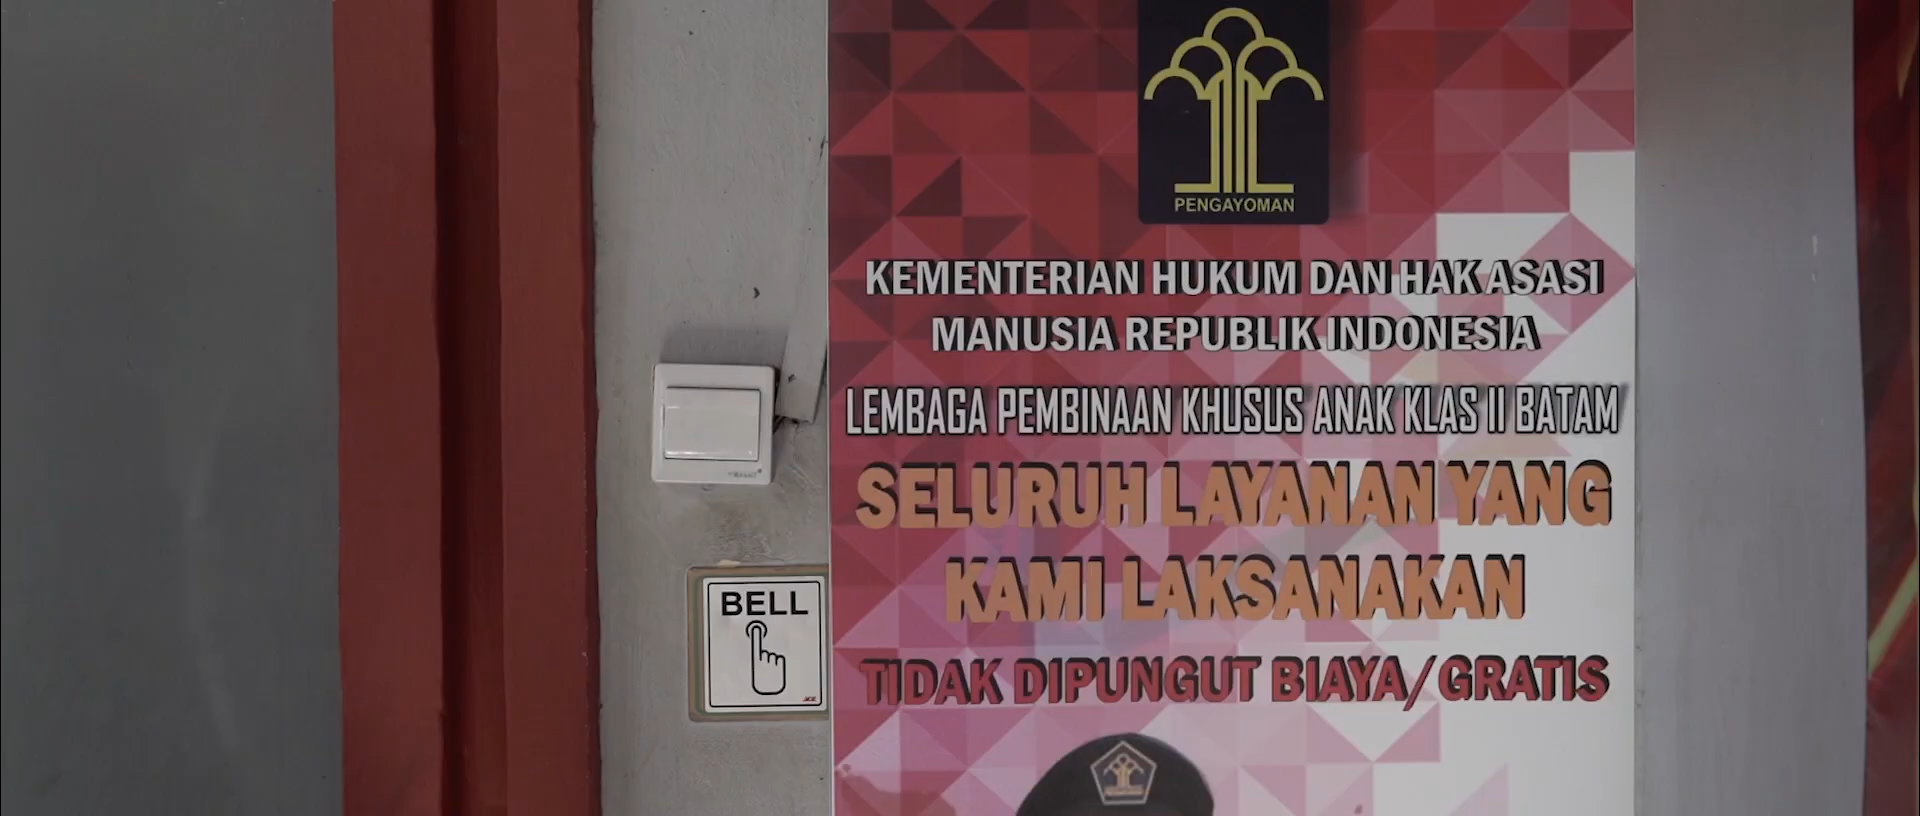 PENGAYOMAN
KEMENTERIAN HUKUM DAN HAK ASASI
MANUSIA REPUBLIK INDONESIA
LEMBAGA PEMBINAAN KHUSUS ANAK KLAS II BATAM
SELURUH LAYANAN YANG
KAMI LAKSANAKAN
TIDAK DIPUNGUT BIAYA/GRATIS
BELL